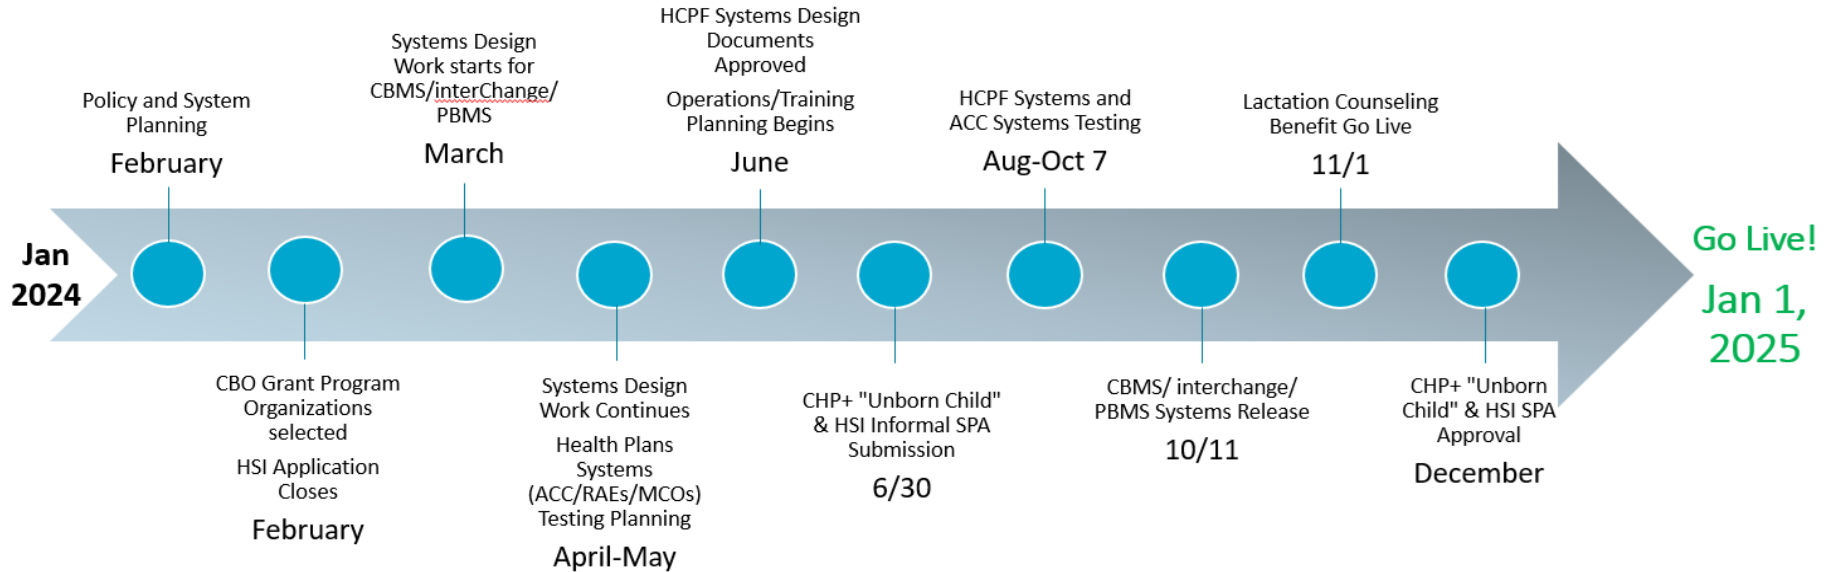 Jan
2024
Policy and System
Planning
February
CBO Grant Program
Organizations
selected
HSI Application
Closes
February
Systems Design
Work starts for
CBMS/interChange/
PBMS
March
Systems Design
Work Continues
Health Plans
Systems
(ACC/RAEs/MCOs)
Testing Planning
April-May
HCPF Systems Design
Documents
Approved
Operations/Training
Planning Begins
June
CHP+ "Unborn Child"
& HSI Informal SPA
Submission
6/30
HCPF Systems and
ACC Systems Testing
Aug-Oct 7
CBMS/ interchange/
PBMS Systems Release
10/11
Lactation Counseling
Benefit Go Live
11/1
CHP+ "Unborn
Child" & HSI SPA
Approval
December
Go Live!
Jan 1,
2025